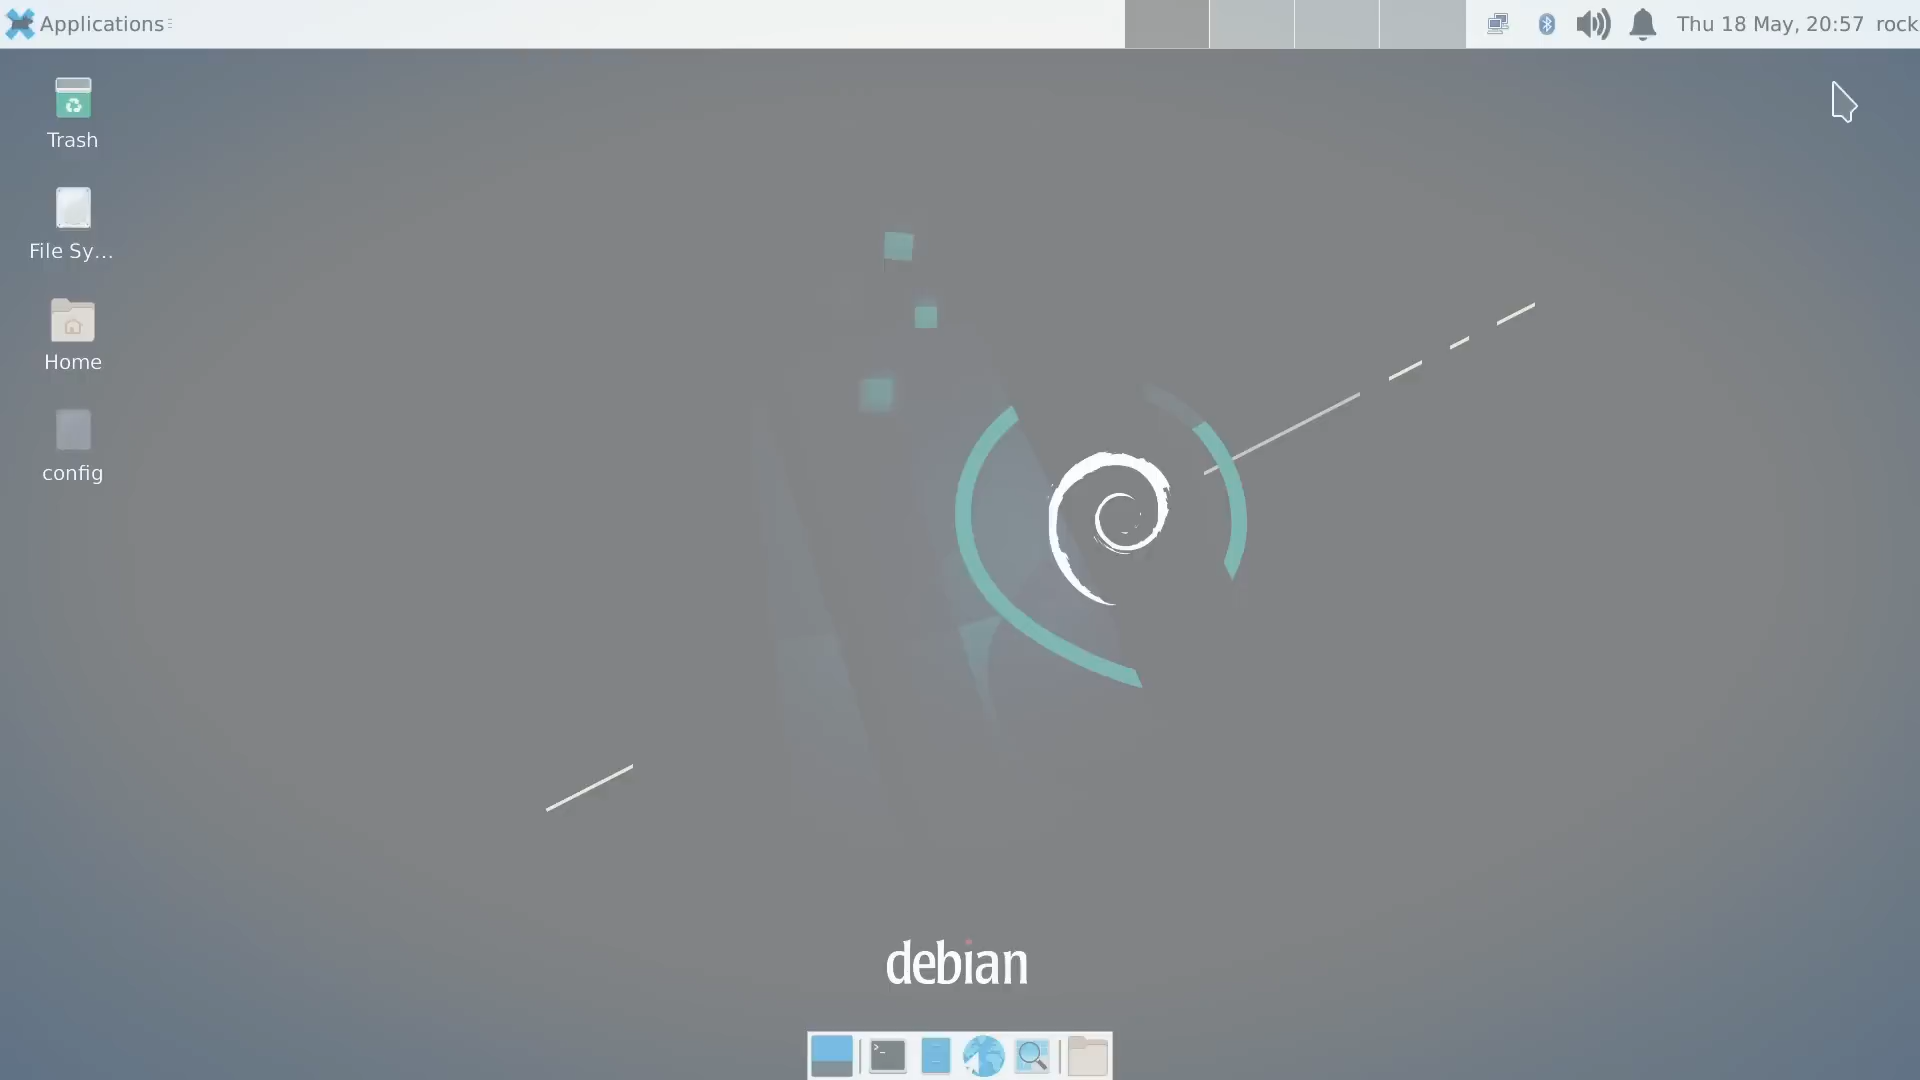 Applications
Thu 18 May, 20:57 rock
Trash
File Sy...
Home
config
debian
>_